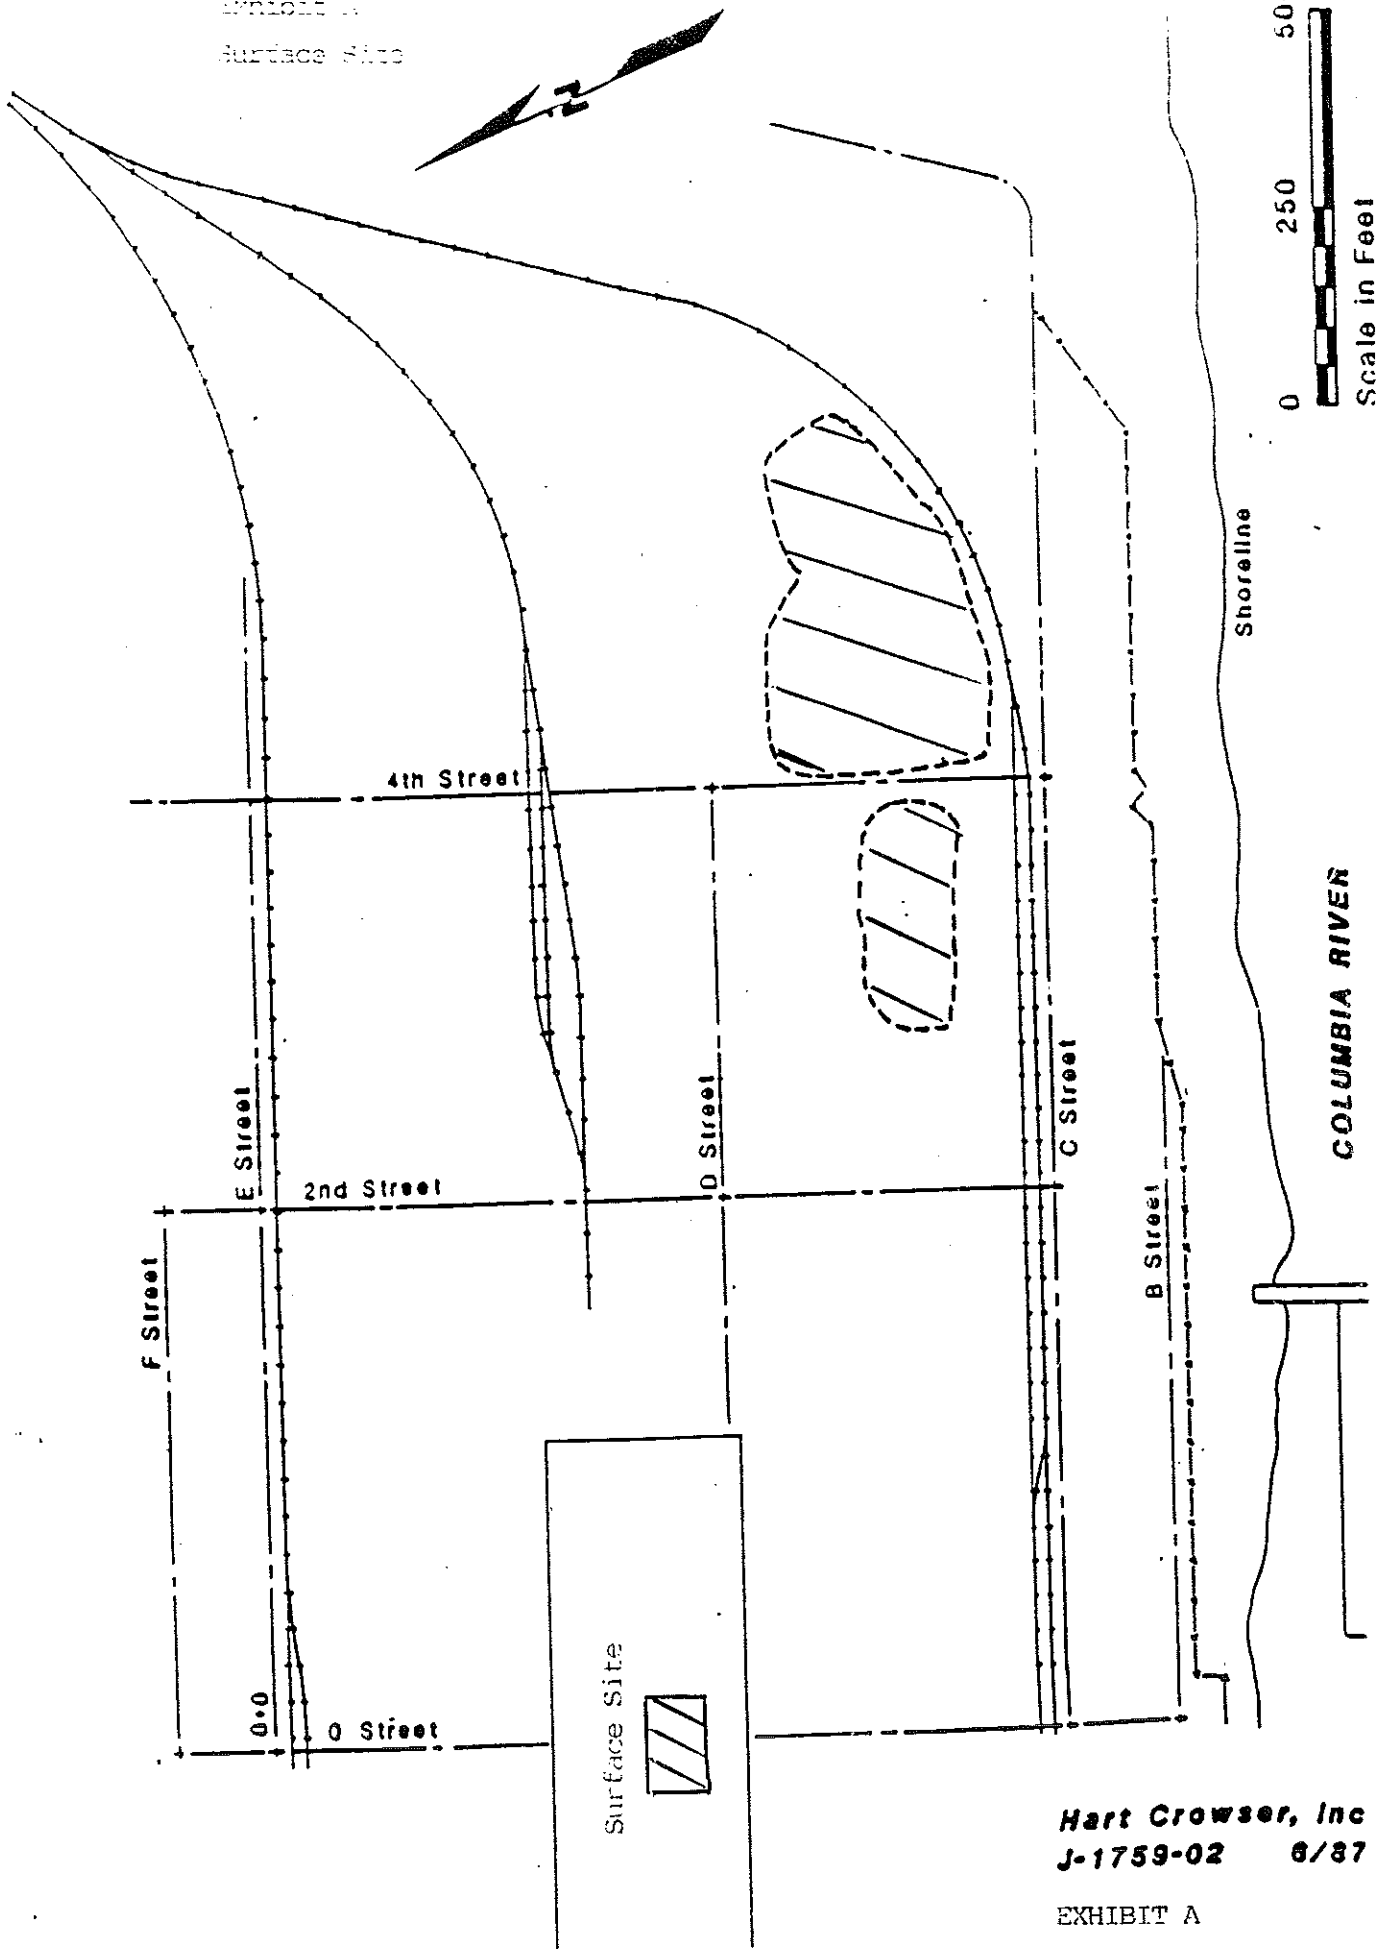 Exhibit A
Surface Site
N
50
250
0
Scale in Feet
4th Street
Shoreline
E Street
2nd Street
D Street
C Street
COLUMBIA RIVER
F Street
B Street
0+0
0 Street
Surface Site
Hart Crowser, Inc
J-1759-02 6/87
EXHIBIT A